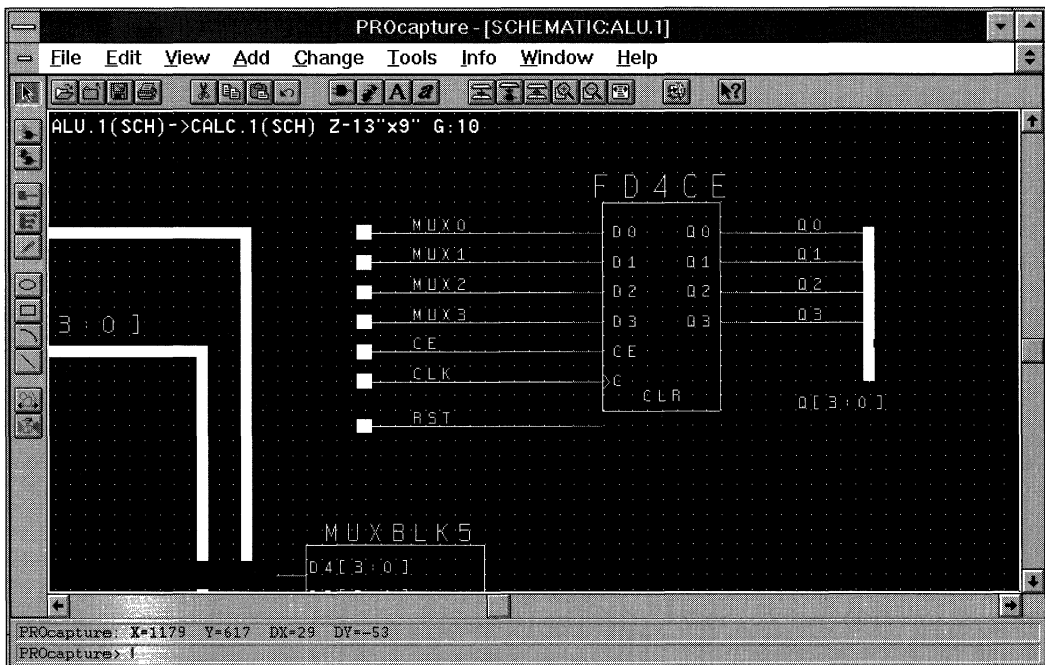 PROcapture - [SCHEMATIC:ALU.1]
File Edit View Add Change Tools Info Window Help
A a
ALU.1(SCH)->CALC.1(SCH) Z-13"x9" G:10
FD4CE
MUX0 D0 Q0 Q0
MUX1 D1 Q1 Q1
MUX2 D2 Q2 Q2
MUX3 D3 Q3 Q3
3:0]
CE CE
CLK C
CLR
Q[3:0]
RST
MUXBLK5
D4[3:0]
PROcapture: X=1179 Y=617 DX=29 DY=-53
PROcapture>